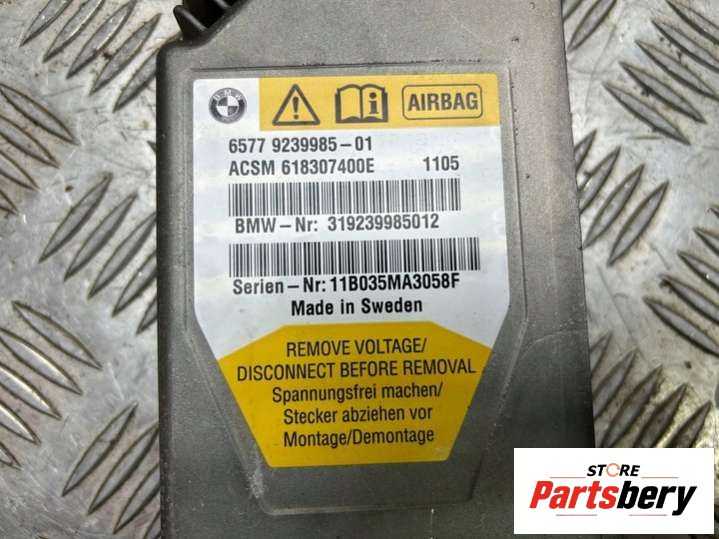 BMW
AIRBAG
6577 9239985-01
ACSM 618307400E 1105
BMW-Nr: 319239985012
Serien-Nr: 11B035MA3058F
Made in Sweden
REMOVE VOLTAGE/
DISCONNECT BEFORE REMOVAL
Spannungsfrei machen/
Stecker abziehen vor
Montage/Demontage
STORE
Partsbery